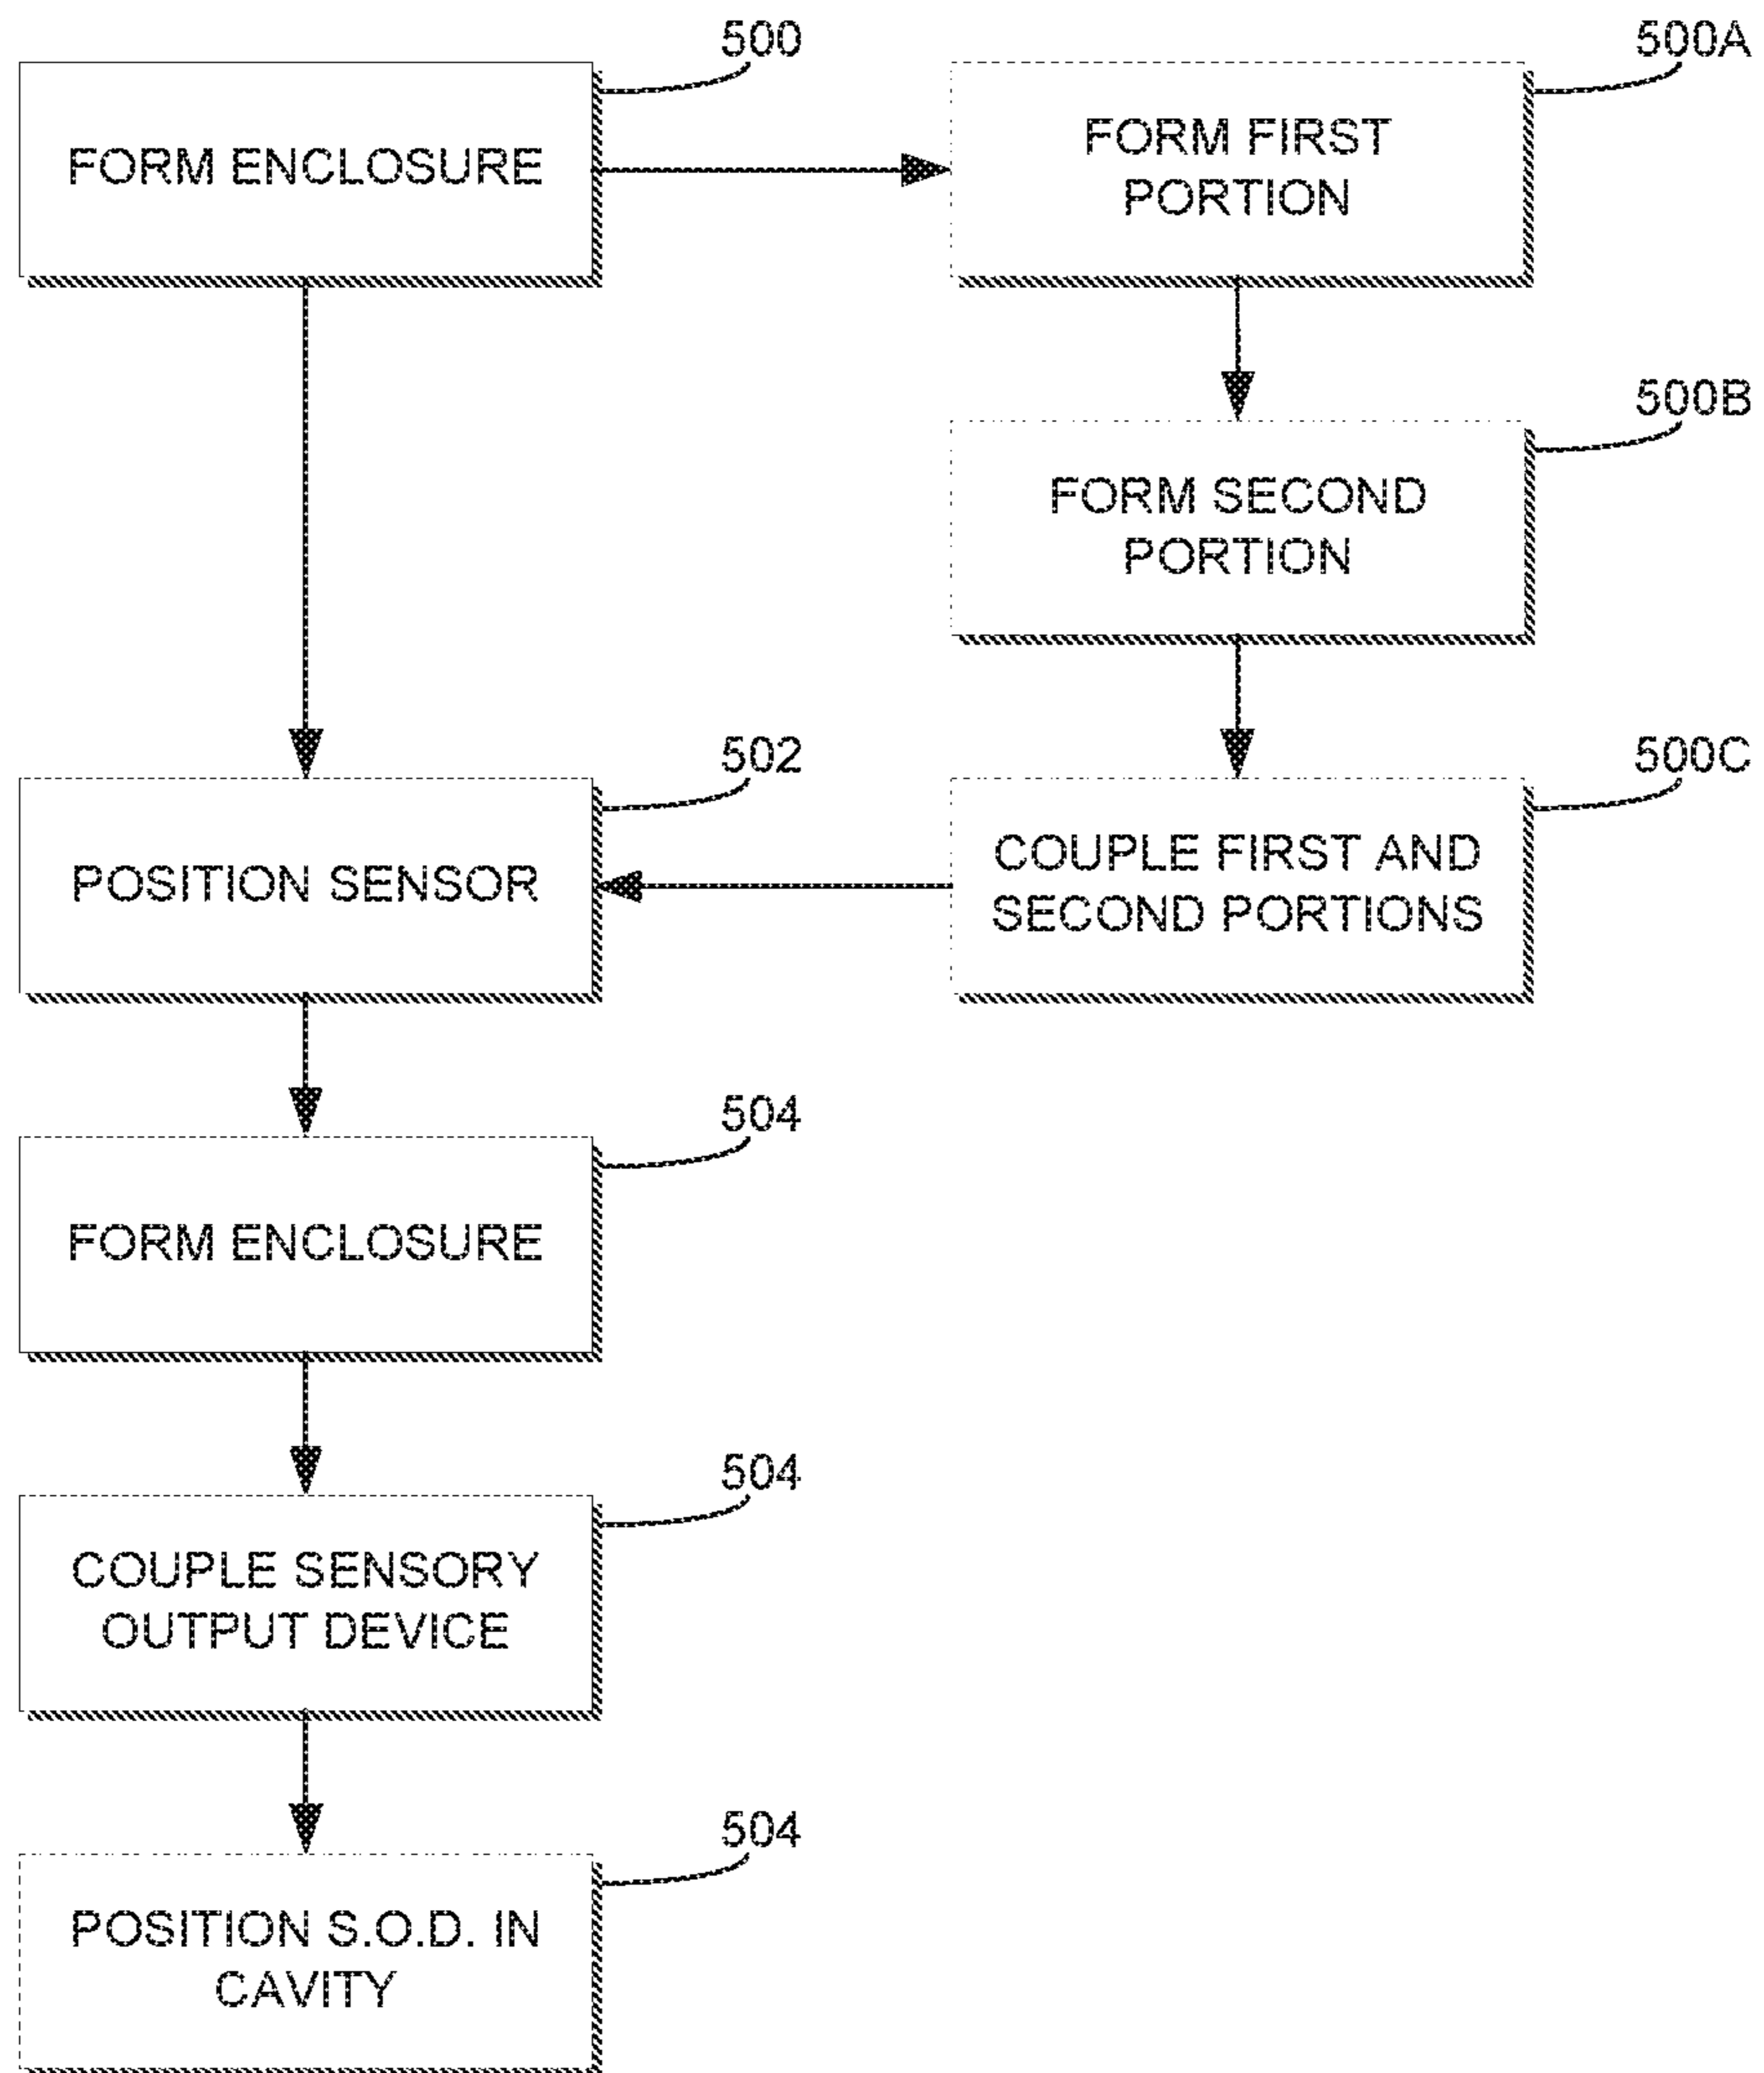 500
FORM ENCLOSURE
500A
FORM FIRST
PORTION
500B
FORM SECOND
PORTION
502
POSITION SENSOR
500C
COUPLE FIRST AND
SECOND PORTIONS
504
FORM ENCLOSURE
504
COUPLE SENSORY
OUTPUT DEVICE
504
POSITION S.O.D. IN
CAVITY